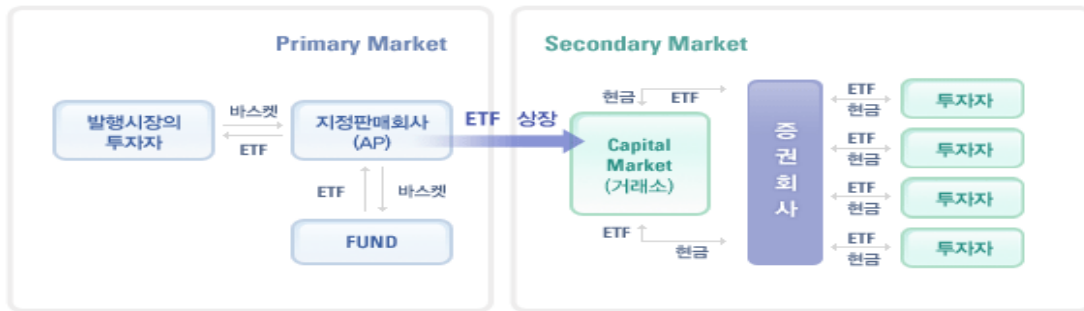 Primary Market
발행시장의
투자자
바스켓
ETF
지정판매회사
(AP)
ETF
바스켓
FUND
ETF 상장
Secondary Market
현금
ETF
Capital
Market
(거래소)
ETF
현금
증
권
회
사
ETF
현금
투자자
ETF
현금
투자자
ETF
현금
투자자
ETF
현금
투자자